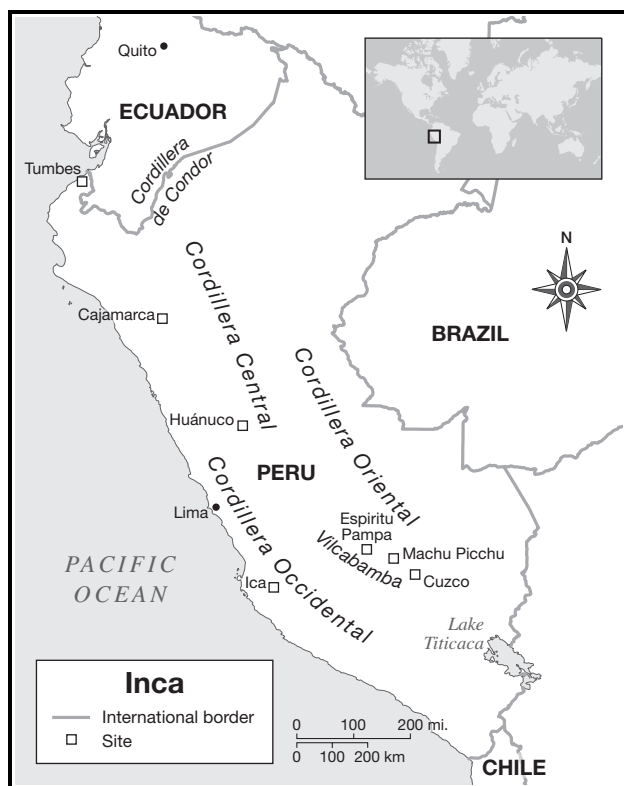 Quito
ECUADOR
Tumbes
Cordillera
de Condor
N
Cajamarca
Cordillera Central
BRAZIL
Cordillera Oriental
Huánuco
PERU
Lima
Cordillera Occidental
Espiritu
Pampa
Vilcabamba
Machu Picchu
Cuzco
Ica
PACIFIC
OCEAN
Lake
Titicaca
Inca
International border
Site
0 100 200 mi.
0 100 200 km
CHILE